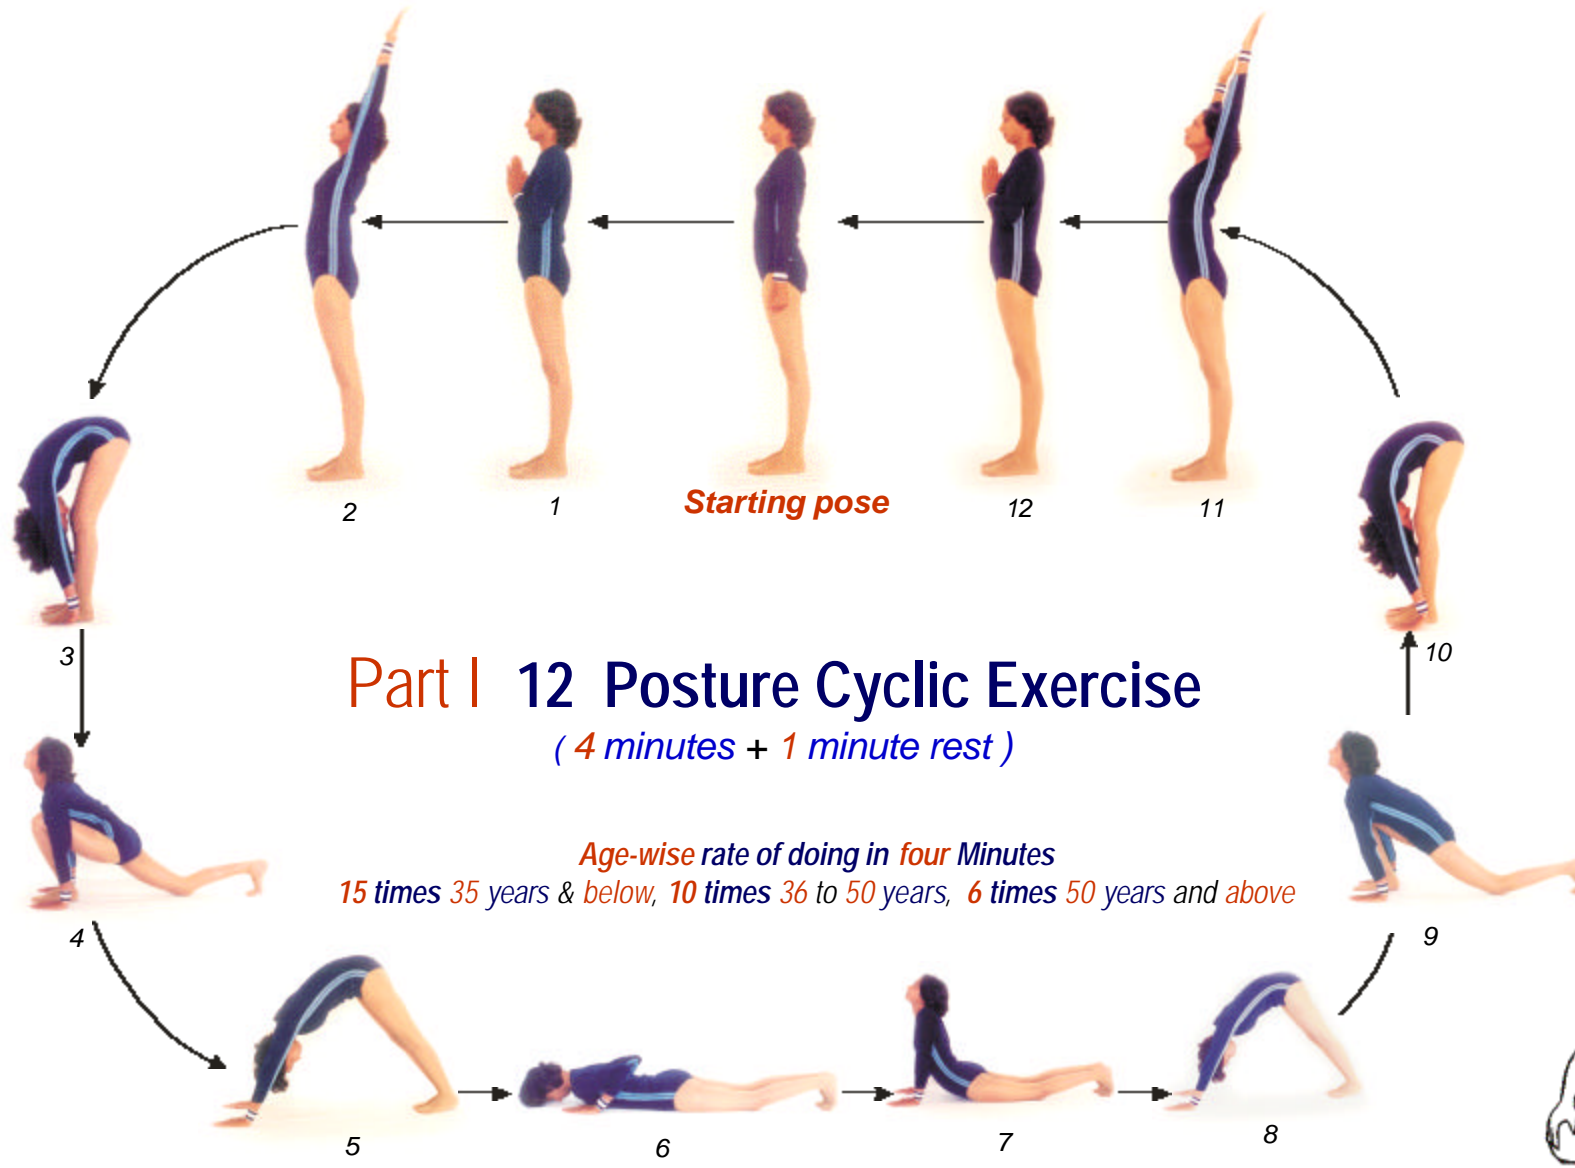 2
1
Starting pose
12
11
3
10
Part I 12 Posture Cyclic Exercise
( 4 minutes + 1 minute rest )
Age-wise rate of doing in four Minutes
15 times 35 years & below, 10 times 36 to 50 years, 6 times 50 years and above
4
9
5
6
7
8